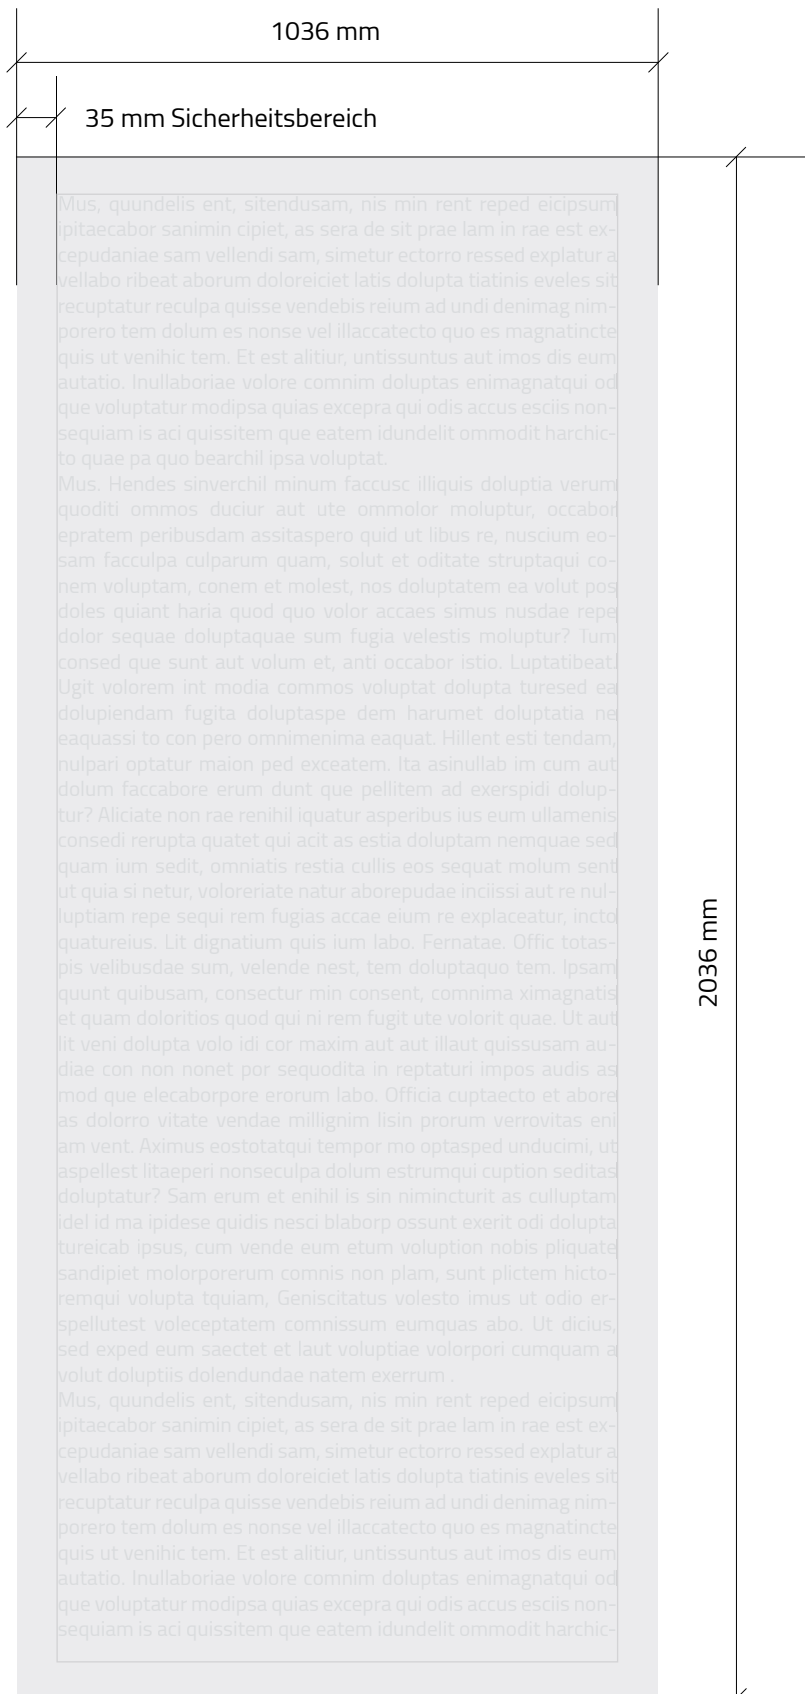 1036 mm
35 mm Sicherheitsbereich
Mus, quundelis ent, sitendusam, nis min rent reped eicipsum
ipitaecabor sanimin cipiet, as sera de sit prae lam in rae est ex-
cepudaniae sam vellendi sam, simetur ectorro ressed explatur a
vellabo ribeat aborum doloreiciet latis dolupta tiatinis eveles sit
recuptatur reculpa quisse vendebis reium ad undi denimag nim-
porero tem dolum es nonse vel illaccatecto quo es magnatincte
quis ut venihic tem. Et est alitiur, untissuntus aut imos dis eum
autatio. Inullaboriae volore comnim doluptas enimagnatqui od
que voluptatur modipsa quias excepra qui odis accus esciis non-
sequiam is aci quissitem que eatem idundelit ommodit harchic-
to quae pa quo bearchil ipsa voluptat.
Mus. Hendes sinverchil minum faccusc illiquis doluptia verum
quoditi ommos duciur aut ute ommolor moluptur, occabor
epratem peribusdam assitaspero quid ut libus re, nuscium eo-
sam facculpa culparum quam, solut et oditate struptaqui co-
nem voluptam, conem et molest, nos doluptatem ea volut pos
doles quiant haria quod quo volor accaes simus nusdae repe
dolor sequae doluptaquae sum fugia velestis moluptur? Tum
consed que sunt aut volum et, anti occabor istio. Luptatibeat.
Ugit volorem int modia commos voluptat dolupta turesed ea
dolupiendam fugita doluptaspe dem harumet doluptatia ne
eaquassi to con pero omnimenima eaquat. Hillent esti tendam,
nulpari optatur maion ped exceatem. Ita asinullab im cum aut
dolum faccabore erum dunt que pellitem ad exerspidi dolup-
tur? Aliciate non rae renihil iquatur asperibus ius eum ullamenis
consedi rerupta quatet qui acit as estia doluptam nemquae sed
quam ium sedit, omniatis restia cullis eos sequat molum sent
ut quia si netur, voloreriate natur aborepudae inciissi aut re nul-
luptiam repe sequi rem fugias accae eium re explaceatur, incto
quatureius. Lit dignatium quis ium labo. Fernatae. Offic totas-
pis velibusdae sum, velende nest, tem doluptaquo tem. Ipsam
quunt quibusam, consectur min consent, comnima ximagnatis
et quam doloritios quod qui ni rem fugit ute volorit quae. Ut aut
lit veni dolupta volo idi cor maxim aut aut illaut quissusam au-
diae con non nonet por sequodita in reptaturi impos audis as
mod que elecaborpore erorum labo. Officia cuptaecto et abore
as dolorro vitate vendae millignim lisin prorum verrovitas eni
am vent. Aximus eostotatqui tempor mo optasped unducimi, ut
aspellest litaeperi nonseculpa dolum estrumqui cuption seditas
doluptatur? Sam erum et enihil is sin nimincturit as culluptam
idel id ma ipidese quidis nesci blaborp ossunt exerit odi dolupta
tureicab ipsus, cum vende eum etum voluption nobis pliquate
sandipiet molorporerum comnis non plam, sunt plictem hicto-
remqui volupta tquiam, Geniscitatus volesto imus ut odio er-
spellutest voleceptatem comnissum eumquas abo. Ut dicius,
sed exped eum saectet et laut voluptiae volorpori cumquam a
volut doluptiis dolendundae natem exerrum .
Mus, quundelis ent, sitendusam, nis min rent reped eicipsum
ipitaecabor sanimin cipiet, as sera de sit prae lam in rae est ex-
cepudaniae sam vellendi sam, simetur ectorro ressed explatur a
vellabo ribeat aborum doloreiciet latis dolupta tiatinis eveles sit
recuptatur reculpa quisse vendebis reium ad undi denimag nim-
porero tem dolum es nonse vel illaccatecto quo es magnatincte
quis ut venihic tem. Et est alitiur, untissuntus aut imos dis eum
autatio. Inullaboriae volore comnim doluptas enimagnatqui od
que voluptatur modipsa quias excepra qui odis accus esciis non-
sequiam is aci quissitem que eatem idundelit ommodit harchic-
2036 mm